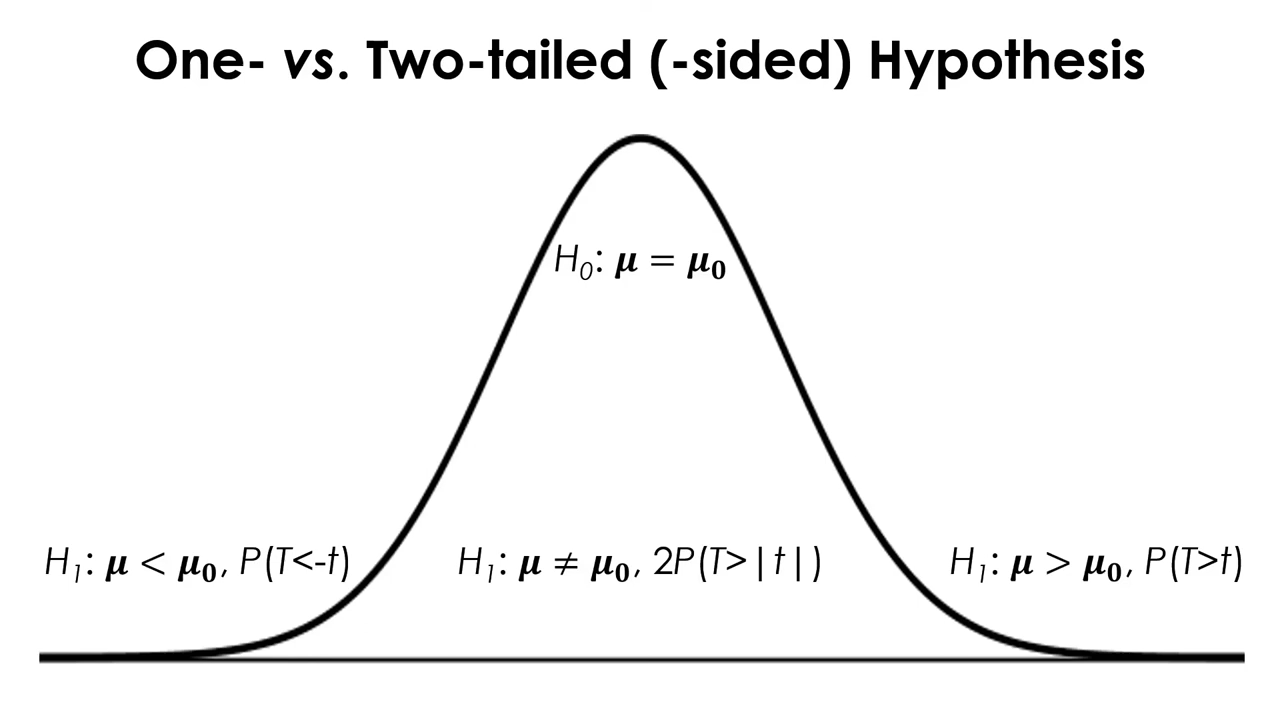 One- vs. Two-tailed (-sided) Hypothesis
H₀: μ = μ₀
H₁: μ < μ₀, P(T<-t)
H₁: μ ≠ μ₀, 2P(T>|t|)
H₁: μ > μ₀, P(T>t)